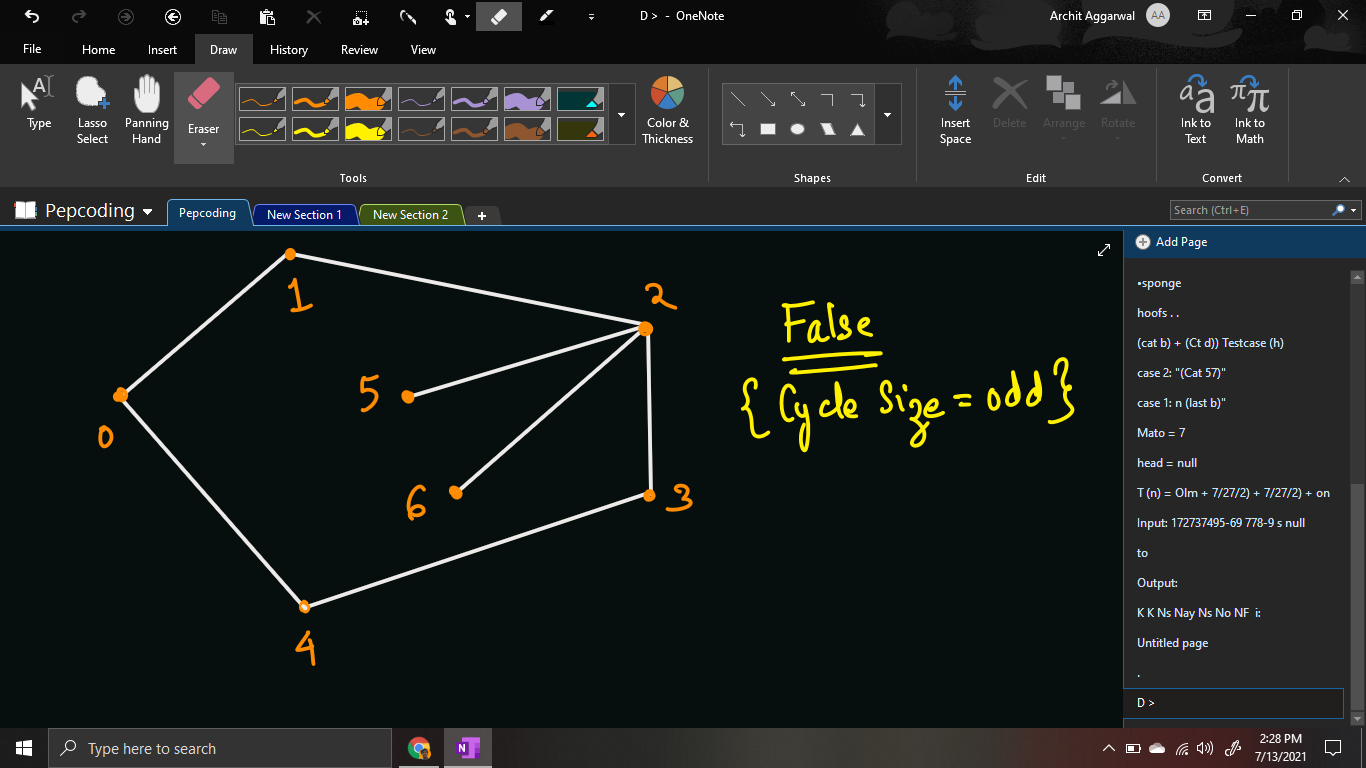 D > - OneNote
Archit Aggarwal
AA
File
Home
Insert
Draw
History
Review
View
Type
Lasso
Select
Panning
Hand
Eraser
Color &
Thickness
Insert
Space
Delete
Arrange
Rotate
Ink to
Text
Ink to
Math
Tools
Shapes
Edit
Convert
Pepcoding
Pepcoding
New Section 1
New Section 2
+
Search (Ctrl+E)
Add Page
▪sponge
hoofs . .
(cat b) + (Ct d)) Testcase (h)
case 2: "(Cat 57)"
case 1: n (last b)"
Mato = 7
head = null
T (n) = OIm + 7/27/2) + 7/27/2) + on
Input: 172737495-69 778-9 s null
to
Output:
K K Ns Nay Ns No NF i:
Untitled page
.
D >
1
2
5
0
6
3
4
False
{ Cycle Size = odd }
Type here to search
N
2:28 PM
7/13/2021